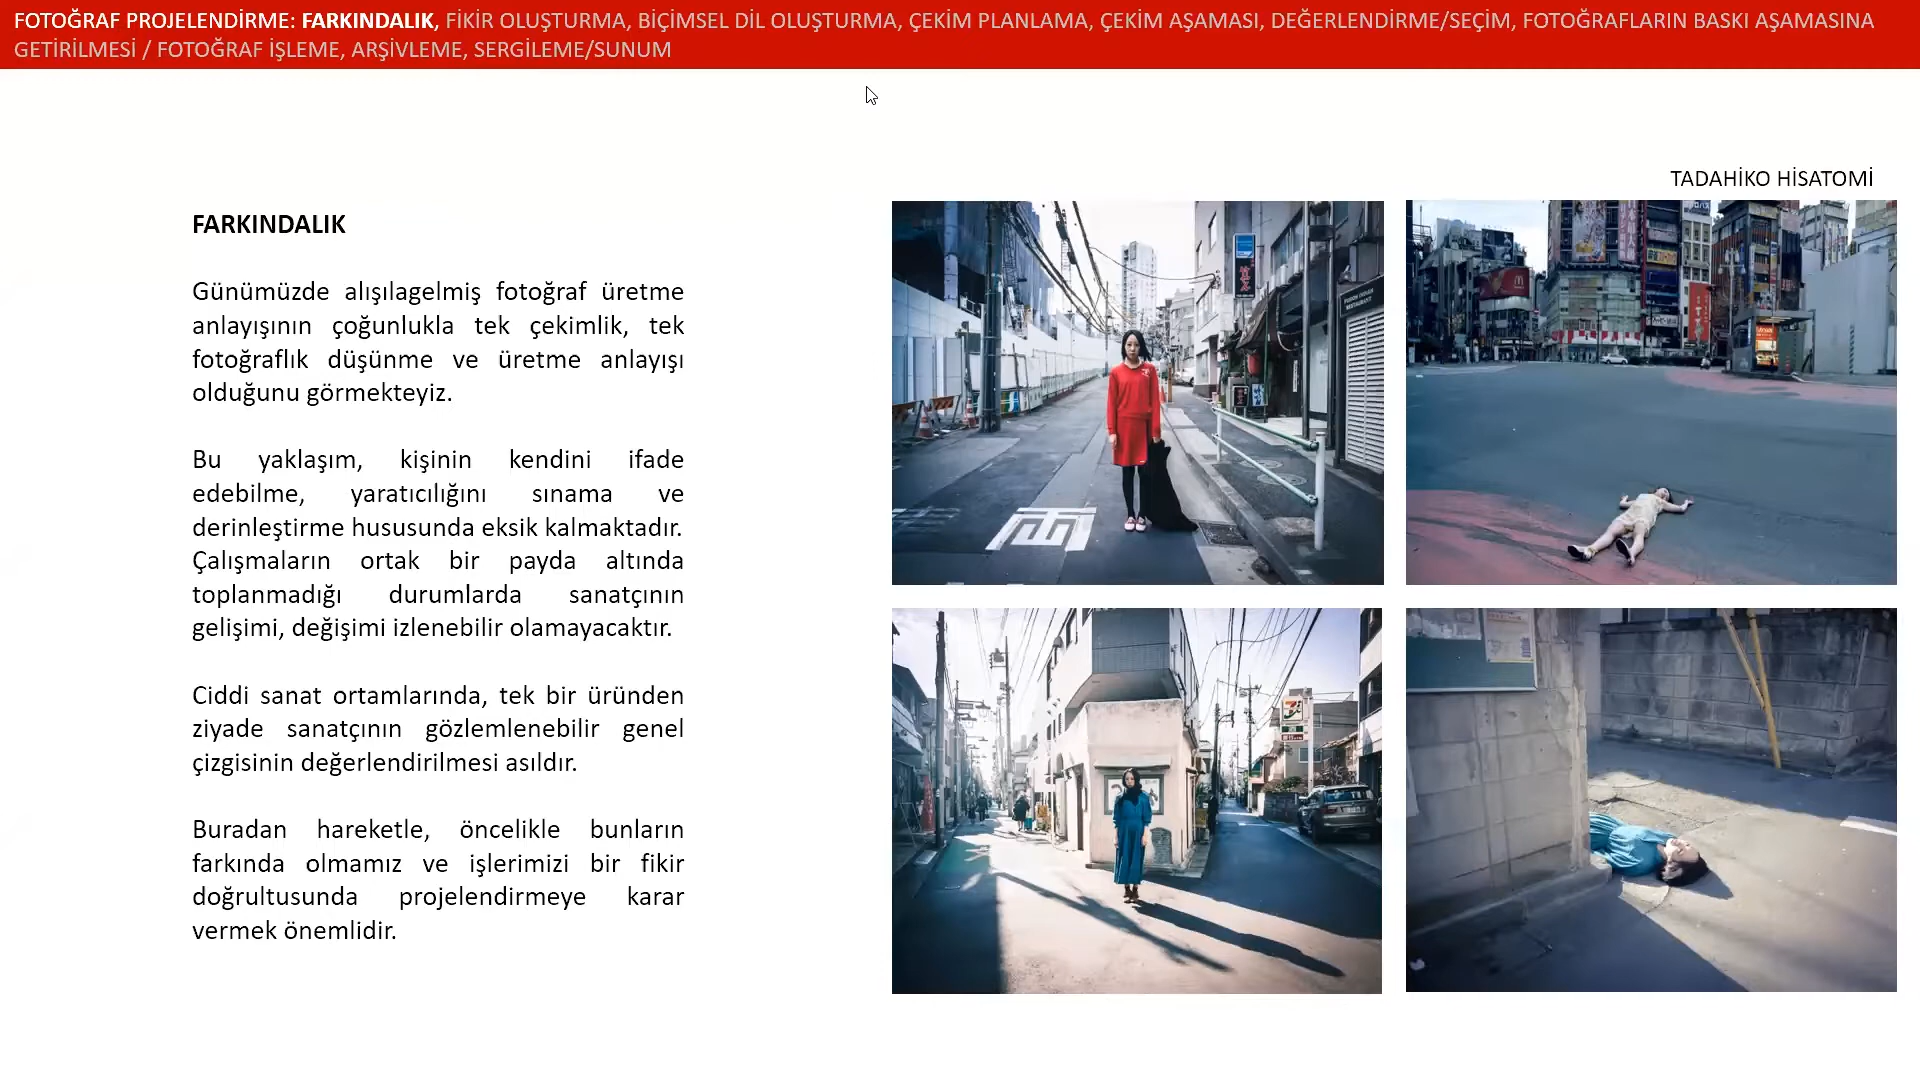 FOTOĞRAF PROJELENDİRME: FARKINDALIK, FİKİR OLUŞTURMA, BİÇİMSEL DİL OLUŞTURMA, ÇEKİM PLANLAMA, ÇEKİM AŞAMASI, DEĞERLENDİRME/SEÇİM, FOTOĞRAFLARIN BASKI AŞAMASINA
GETİRİLMESİ / FOTOĞRAF İŞLEME, ARŞİVLEME, SERGİLEME/SUNUM
TADAHİKO HİSATOMİ
FARKINDALIK
Günümüzde alışılagelmiş fotoğraf üretme
anlayışının çoğunlukla tek çekimlik, tek
fotoğraflık düşünme ve üretme anlayışı
olduğunu görmekteyiz.
Bu yaklaşım, kişinin kendini ifade
edebilme, yaratıcılığını sınama ve
derinleştirme hususunda eksik kalmaktadır.
Çalışmaların ortak bir payda altında
toplanmadığı durumlarda sanatçının
gelişimi, değişimi izlenebilir olamayacaktır.
Ciddi sanat ortamlarında, tek bir üründen
ziyade sanatçının gözlemlenebilir genel
çizgisinin değerlendirilmesi asıldır.
Buradan hareketle, öncelikle bunların
farkında olmamız ve işlerimizi bir fikir
doğrultusunda projelendirmeye karar
vermek önemlidir.